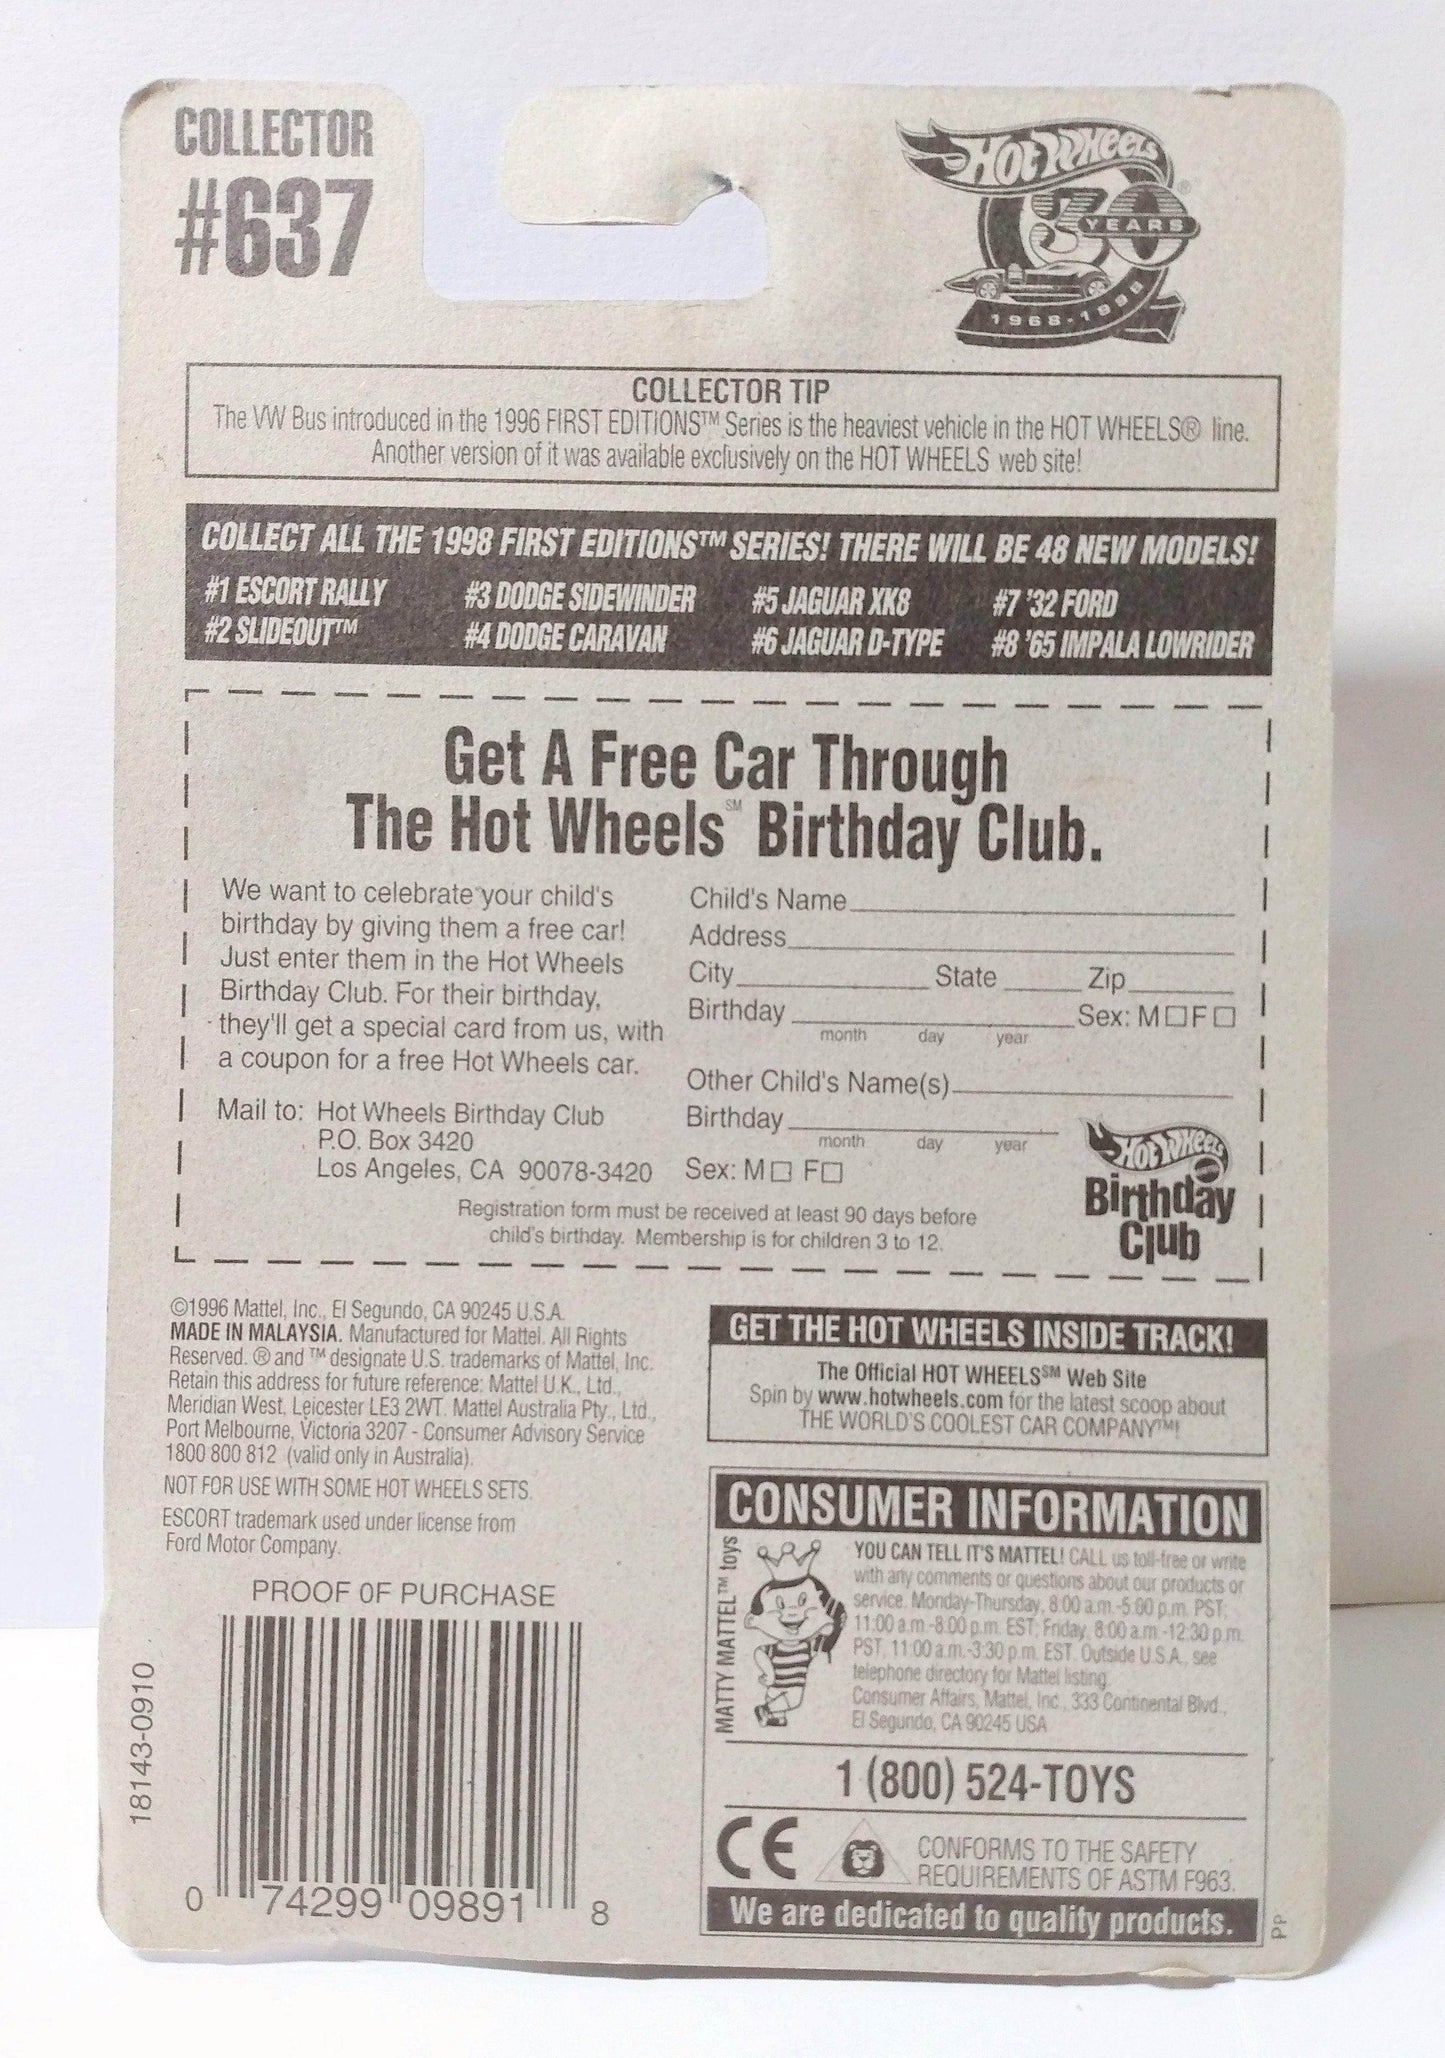 COLLECTOR
#637
HOT WHEELS
®
30
YEARS
1968-1998
COLLECTOR TIP
The VW Bus introduced in the 1996 FIRST EDITIONS™ Series is the heaviest vehicle in the HOT WHEELS® line.
Another version of it was available exclusively on the HOT WHEELS web site!
COLLECT ALL THE 1998 FIRST EDITIONS™ SERIES! THERE WILL BE 48 NEW MODELS!
#1 ESCORT RALLY #3 DODGE SIDEWINDER #5 JAGUAR XK8 #7 '32 FORD
#2 SLIDEOUT™ #4 DODGE CARAVAN #6 JAGUAR D-TYPE #8 '65 IMPALA LOWRIDER
Get A Free Car Through
The Hot Wheels℠ Birthday Club.
We want to celebrate your child's
birthday by giving them a free car!
Just enter them in the Hot Wheels
Birthday Club. For their birthday,
they'll get a special card from us, with
a coupon for a free Hot Wheels car.
Mail to: Hot Wheels Birthday Club
P.O. Box 3420
Los Angeles, CA 90078-3420
Child's Name
Address
City State Zip
Birthday Sex: M□ F□
month day year
Other Child's Name(s)
Birthday
month day year
Sex: M□ F□
HOT WHEELS
Birthday
Club
Registration form must be received at least 90 days before
child's birthday. Membership is for children 3 to 12.
©1996 Mattel, Inc., El Segundo, CA 90245 U.S.A.
MADE IN MALAYSIA. Manufactured for Mattel. All Rights
Reserved. ® and ™ designate U.S. trademarks of Mattel, Inc.
Retain this address for future reference: Mattel U.K., Ltd.,
Meridian West, Leicester LE3 2WT. Mattel Australia Pty., Ltd.,
Port Melbourne, Victoria 3207 - Consumer Advisory Service
1800 800 812 (valid only in Australia).
NOT FOR USE WITH SOME HOT WHEELS SETS.
ESCORT trademark used under license from
Ford Motor Company.
PROOF OF PURCHASE
18143-0910
0 74299 09891 8
GET THE HOT WHEELS INSIDE TRACK!
The Official HOT WHEELS℠ Web Site
Spin by www.hotwheels.com for the latest scoop about
THE WORLD'S COOLEST CAR COMPANY™!
CONSUMER INFORMATION
MATTY MATTEL™ toys
YOU CAN TELL IT'S MATTEL! CALL us toll-free or write
with any comments or questions about our products or
service. Monday-Thursday, 8:00 a.m.-5:00 p.m. PST;
11:00 a.m.-8:00 p.m. EST; Friday, 8:00 a.m.-12:30 p.m.
PST, 11:00 a.m.-3:30 p.m. EST. Outside U.S.A., see
telephone directory for Mattel listing.
Consumer Affairs, Mattel, Inc., 333 Continental Blvd.,
El Segundo, CA 90245 USA
1 (800) 524-TOYS
CE
CONFORMS TO THE SAFETY
REQUIREMENTS OF ASTM F963.
We are dedicated to quality products.
PP